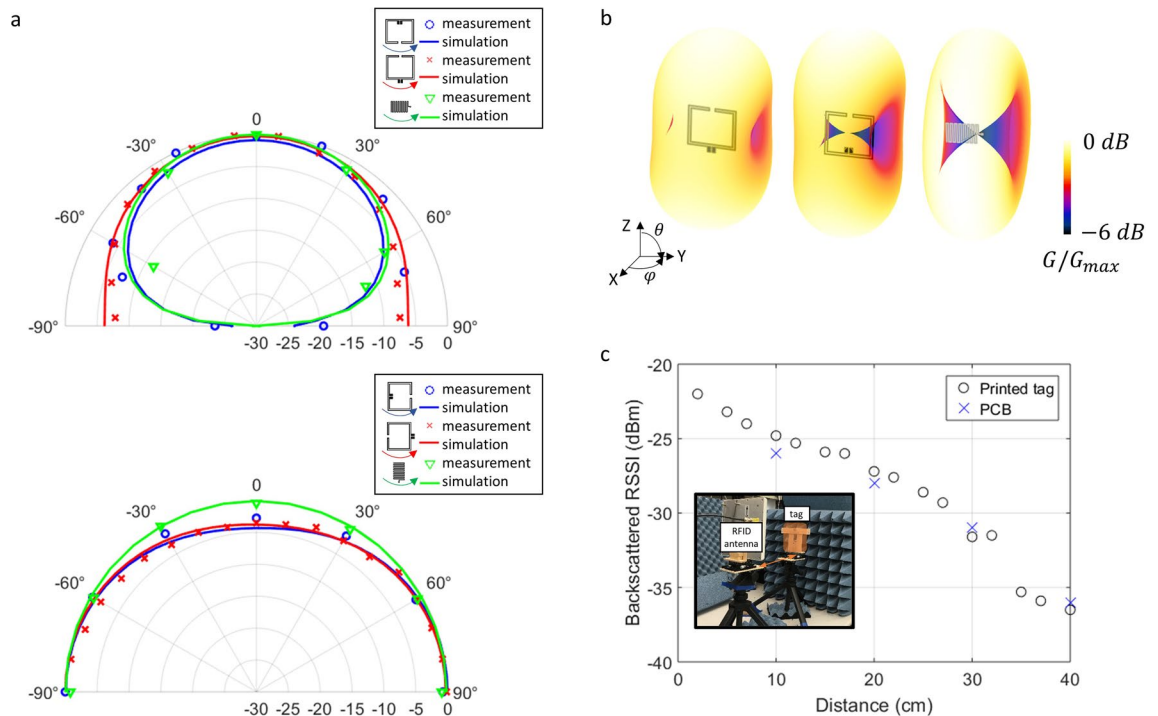 a
measurement
simulation
measurement
simulation
measurement
simulation
0
-30° 30°
-60° 60°
-90° 90°
-30 -25 -20 -15 -10 -5 0
measurement
simulation
measurement
simulation
measurement
simulation
0
-30° 30°
-60° 60°
-90° 90°
-30 -25 -20 -15 -10 -5 0
b
0 dB
−6 dB
G/Gmax
Z
θ
Y
X
φ
c
-20
-25
-30
-35
-40
Backscattered RSSI (dBm)
Printed tag
PCB
tag
RFID
antenna
0 10 20 30 40
Distance (cm)